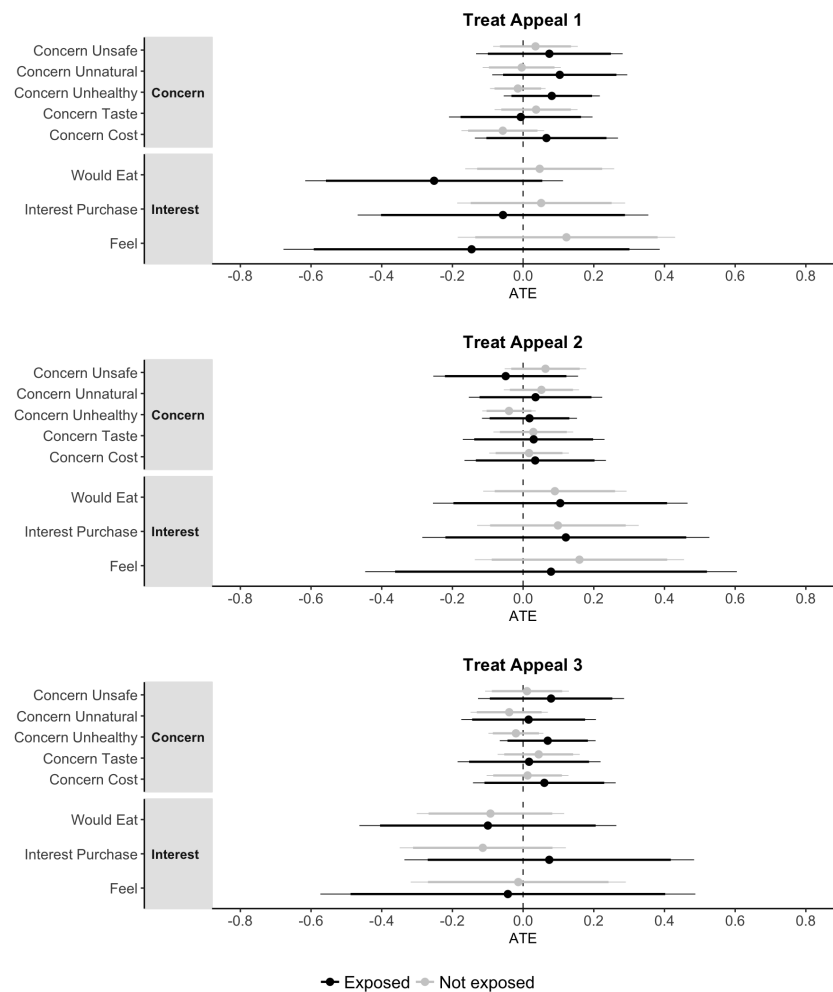 Treat Appeal 1
Concern Unsafe
Concern Unnatural
Concern Unhealthy
Concern Taste
Concern Cost
Concern
Would Eat
Interest Purchase
Feel
Interest
-0.8 -0.6 -0.4 -0.2 0.0 0.2 0.4 0.6 0.8
ATE
Treat Appeal 2
Concern Unsafe
Concern Unnatural
Concern Unhealthy
Concern Taste
Concern Cost
Concern
Would Eat
Interest Purchase
Feel
Interest
-0.8 -0.6 -0.4 -0.2 0.0 0.2 0.4 0.6 0.8
ATE
Treat Appeal 3
Concern Unsafe
Concern Unnatural
Concern Unhealthy
Concern Taste
Concern Cost
Concern
Would Eat
Interest Purchase
Feel
Interest
-0.8 -0.6 -0.4 -0.2 0.0 0.2 0.4 0.6 0.8
ATE
Exposed Not exposed